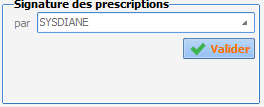 Signature des prescriptions
par SYSDIANE
Valider